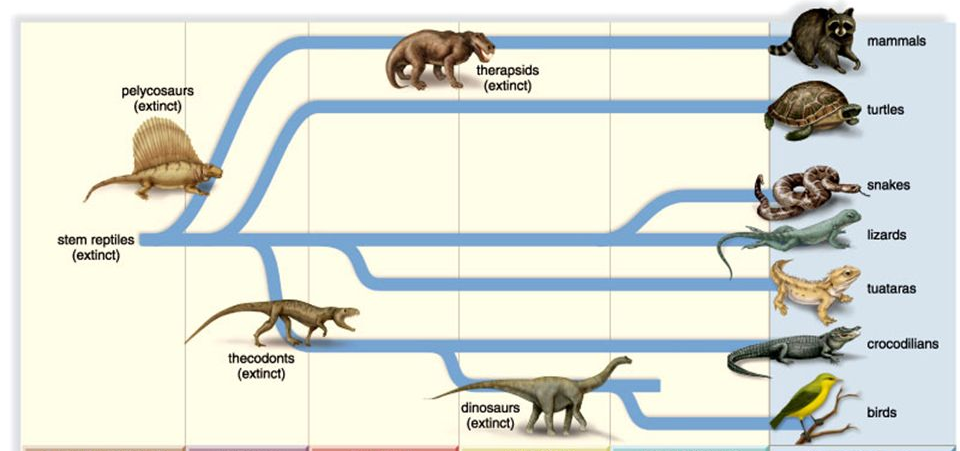 mammals
therapsids
(extinct)
pelycosaurs
(extinct)
turtles
snakes
stem reptiles
(extinct)
lizards
tuataras
thecodonts
(extinct)
crocodilians
dinosaurs
(extinct)
birds